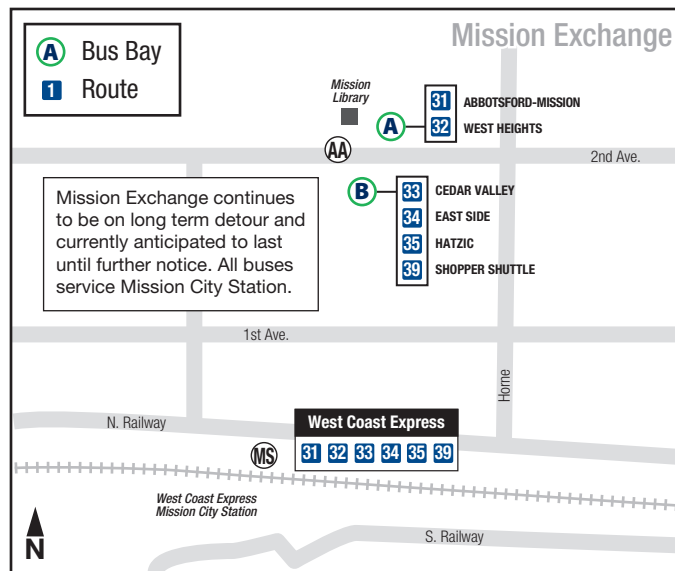 Mission Exchange
A Bus Bay
1 Route
Mission
Library
A
31 ABBOTSFORD-MISSION
32 WEST HEIGHTS
AA
2nd Ave.
B
33 CEDAR VALLEY
34 EAST SIDE
35 HATZIC
39 SHOPPER SHUTTLE
Mission Exchange continues
to be on long term detour and
currently anticipated to last
until further notice. All buses
service Mission City Station.
1st Ave.
Horne
N. Railway
West Coast Express
31 32 33 34 35 39
MS
West Coast Express
Mission City Station
S. Railway
N